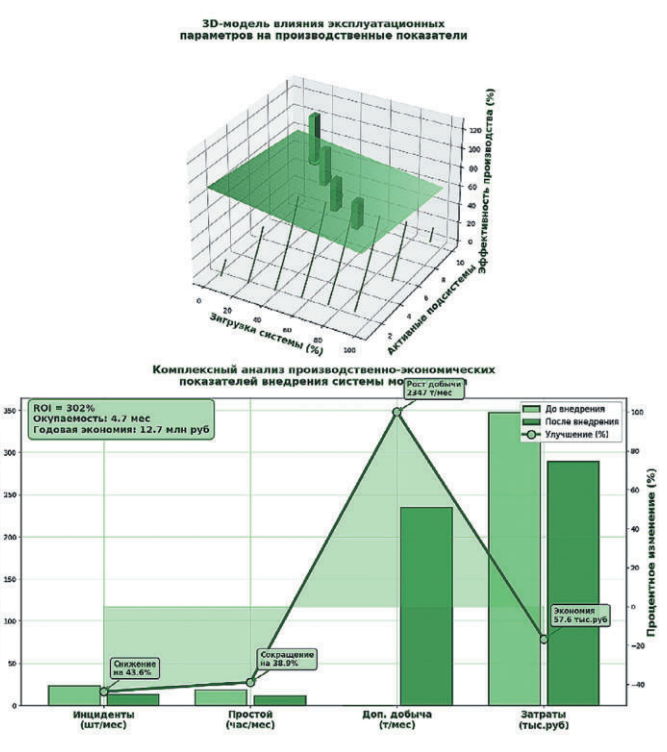 3D-модель влияния эксплуатационных
параметров на производственные показатели
120
100
80
60
40
20
0
Эффективность производства (%)
10
8
6
4
2
Активные подсистемы
0
20
40
60
80
100
Загрузка системы (%)
Комплексный анализ производственно-экономических
показателей внедрения системы
Рост добычи
2347 т/мес
ROI = 302%
Окупаемость: 4.7 мес
Годовая экономия: 12.7 млн руб
До внедрения
После внедрения
Улучшение (%)
350
300
250
200
150
100
50
0
100
80
60
40
20
0
−20
−40
Процентное изменение (%)
Снижение
на 43.6%
Сокращение
на 38.9%
Экономия
57.6 тыс.руб
Инциденты
(шт/мес)
Простой
(час/мес)
Доп. добыча
(т/мес)
Затраты
(тыс.руб)